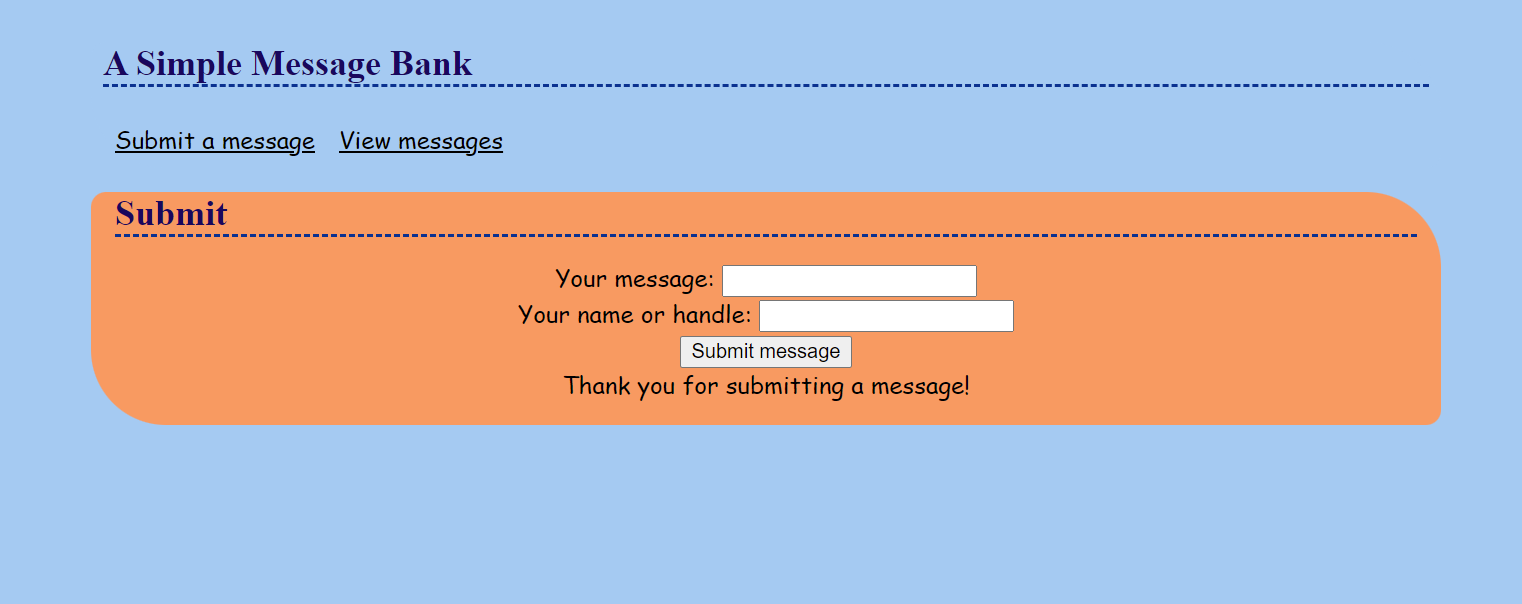 A Simple Message Bank
Submit a message View messages
Submit
Your message:
Your name or handle:
Submit message
Thank you for submitting a message!